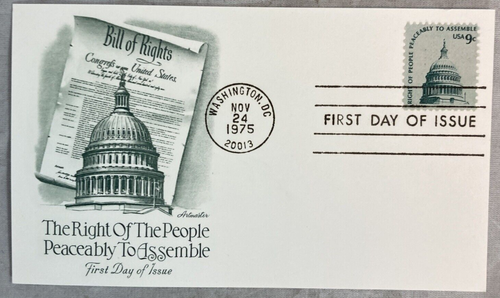 Bill of Rights
Congress of the United States,
The Right Of The People
Peaceably To Assemble
First Day of Issue
Artmaster
WASHINGTON, DC
NOV
24
1975
20013
RIGHT OF PEOPLE PEACEABLY TO ASSEMBLE
USA 9c
FIRST DAY OF ISSUE